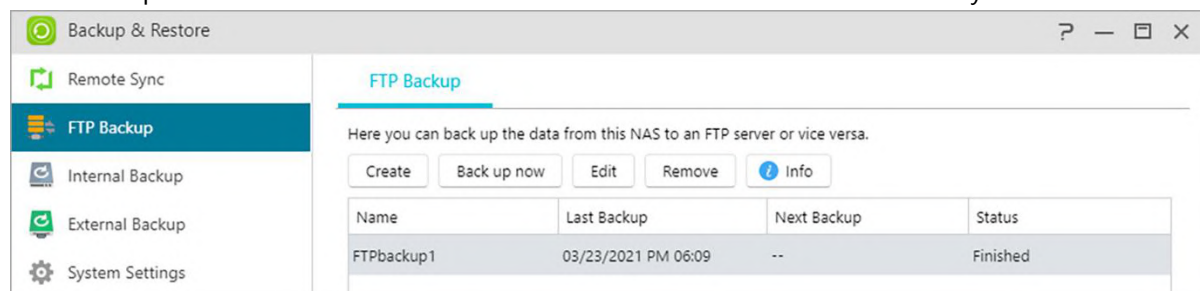 Backup & Restore
Remote Sync
FTP Backup
Internal Backup
External Backup
System Settings
FTP Backup
Here you can back up the data from this NAS to an FTP server or vice versa.
Create Back up now Edit Remove Info
Name Last Backup Next Backup Status
FTPbackup1 03/23/2021 PM 06:09 -- Finished